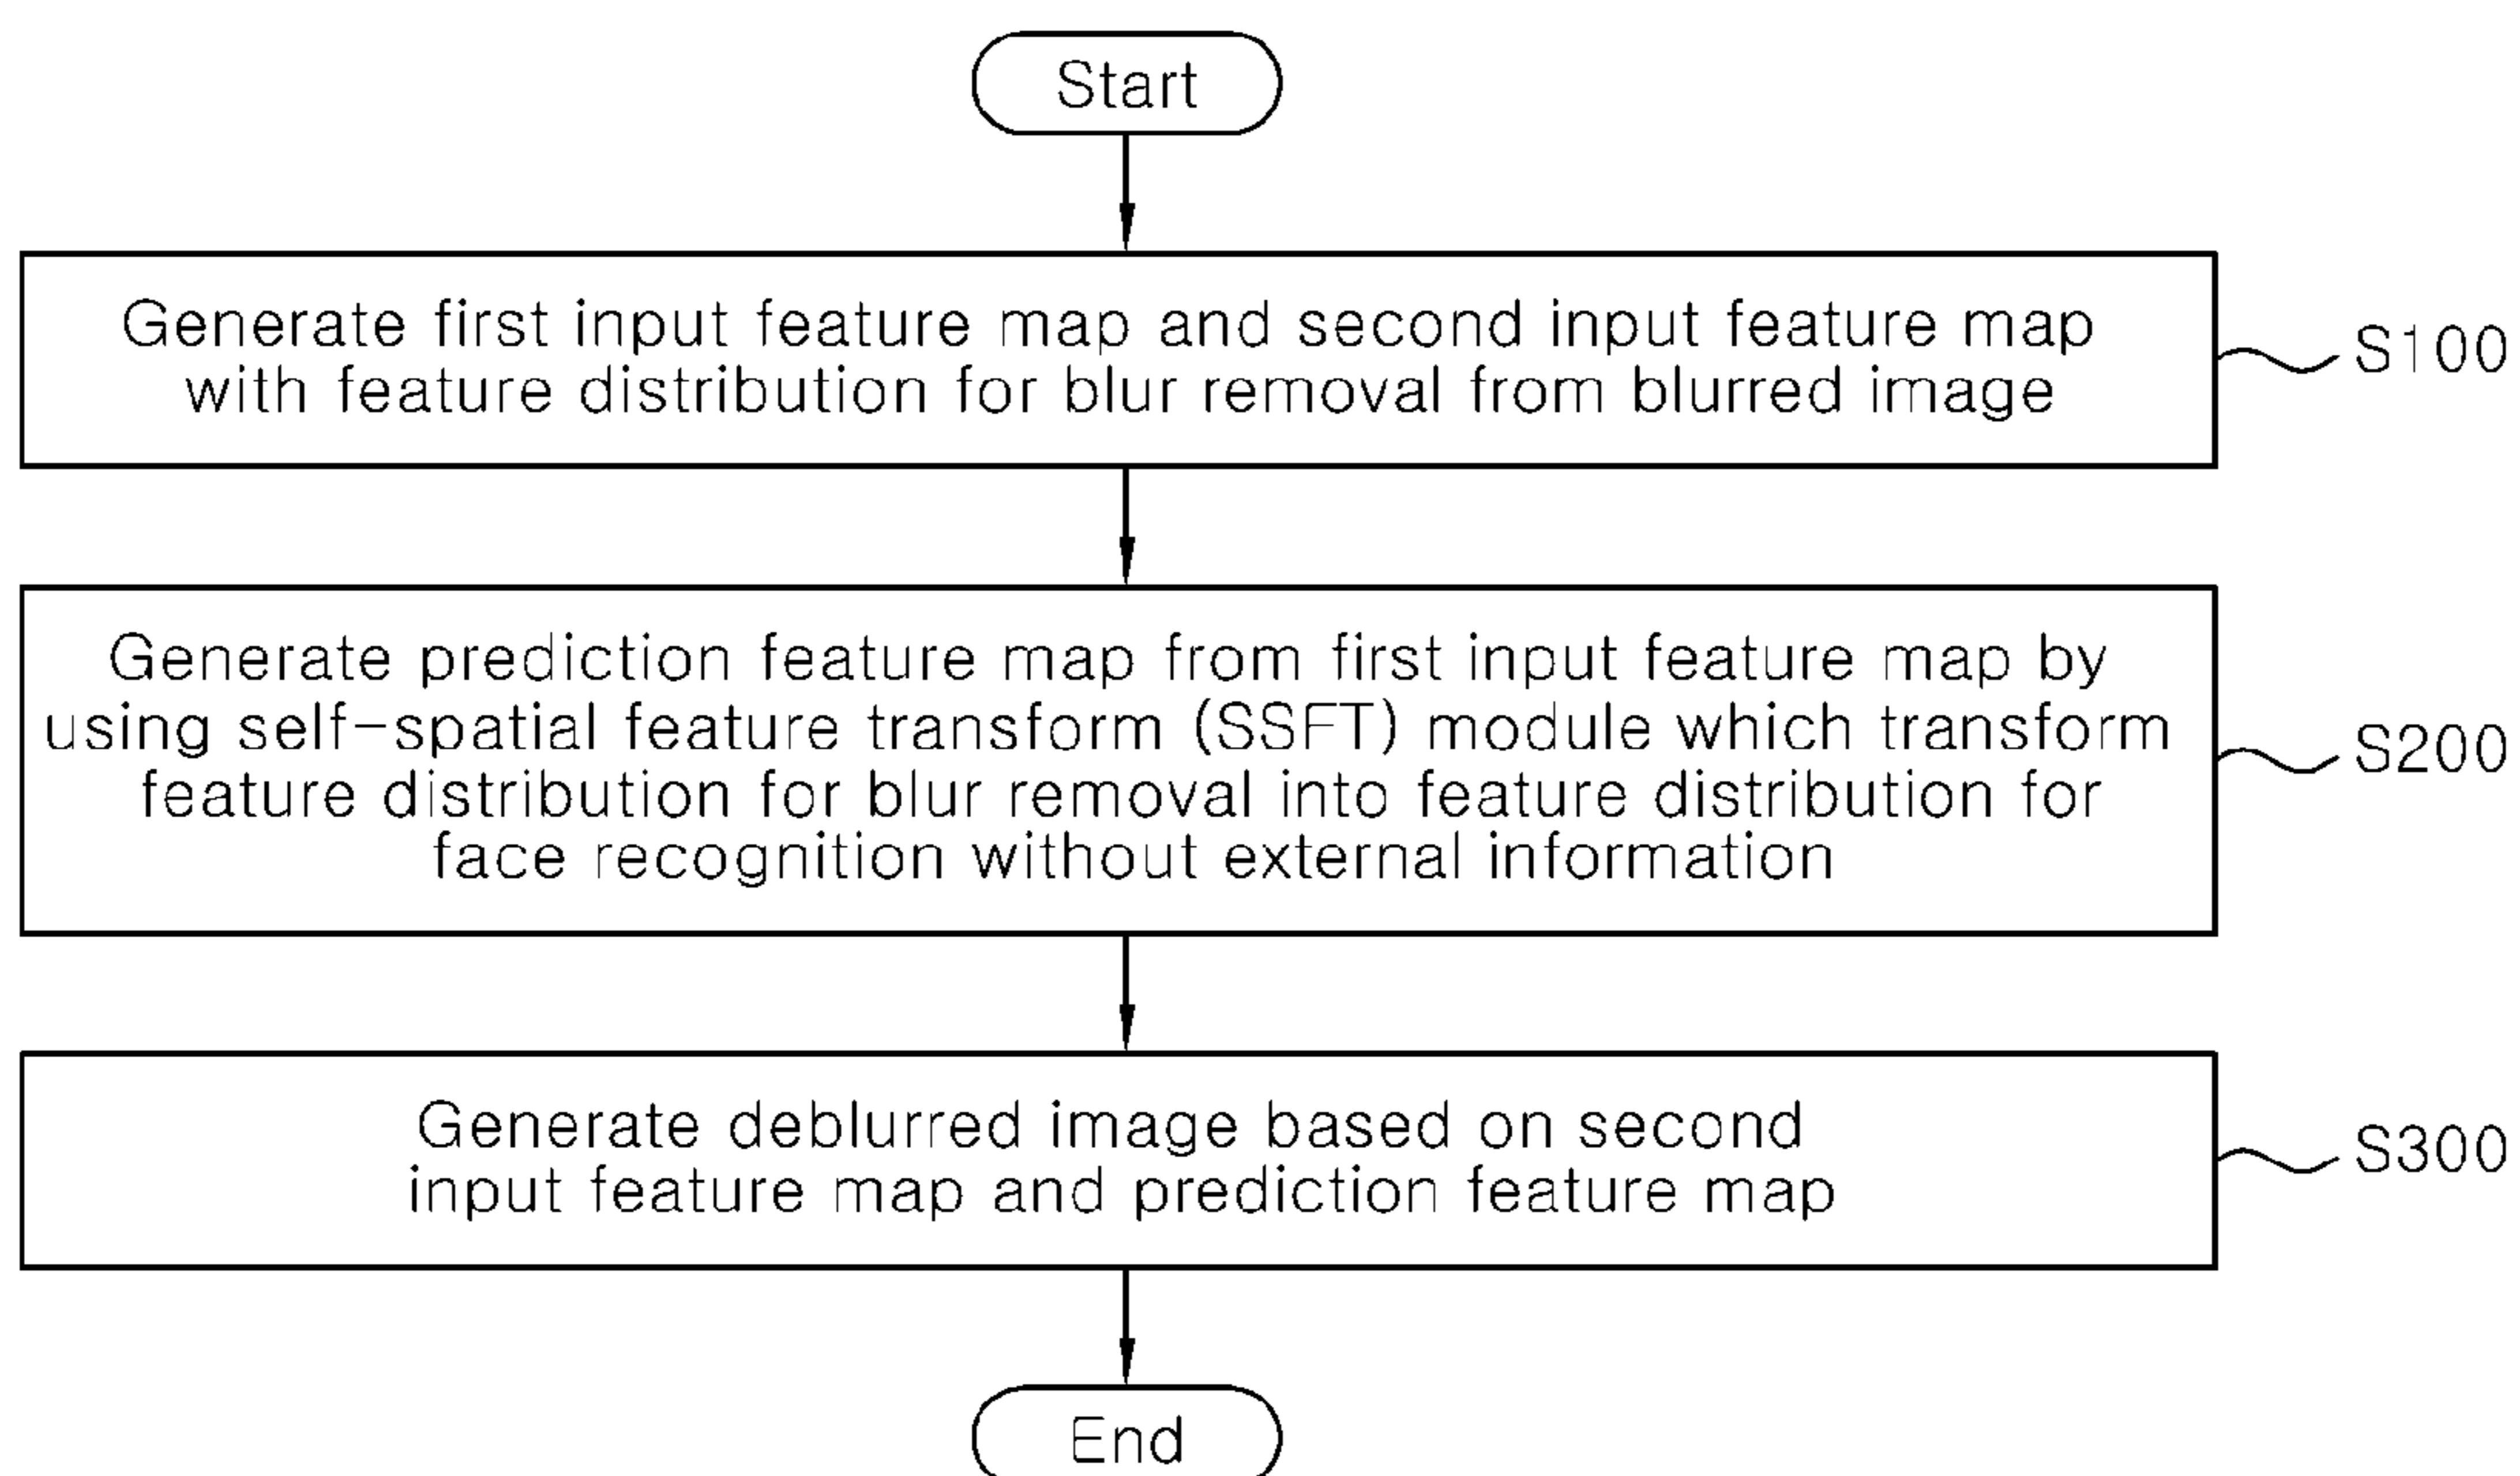 Start
Generate first input feature map and second input feature map
with feature distribution for blur removal from blurred image
S100
Generate prediction feature map from first input feature map by
using self-spatial feature transform (SSFT) module which transform
feature distribution for blur removal into feature distribution for
face recognition without external information
S200
Generate deblurred image based on second
input feature map and prediction feature map
S300
End